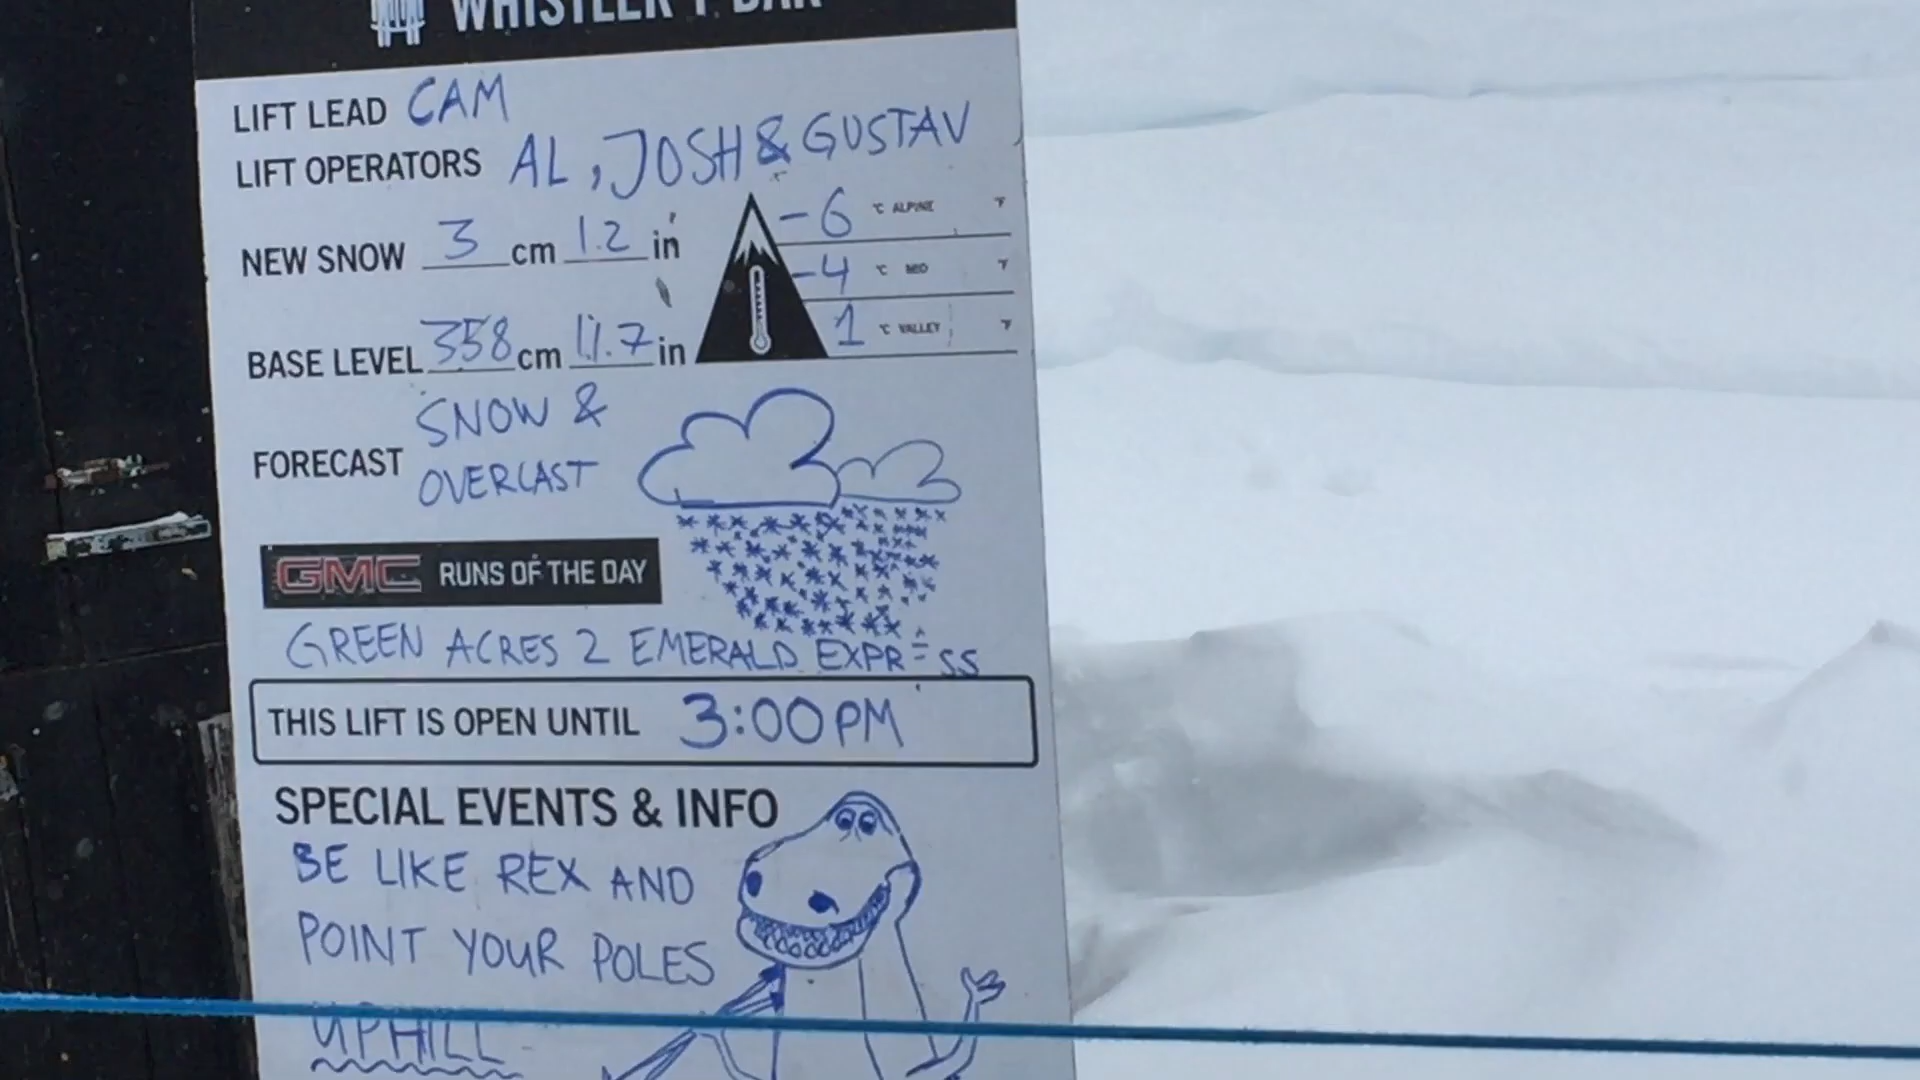 WHISTLER T-BAR
LIFT LEAD CAM
LIFT OPERATORS AL, JOSH & GUSTAV
NEW SNOW 3 cm 1.2 in
-6 °C ALPINE °F
-4 °C MID °F
1 °C VALLEY °F
BASE LEVEL 358 cm 11.7 in
FORECAST SNOW &
OVERCAST
GMC RUNS OF THE DAY
GREEN ACRES 2 EMERALD EXPRESS
THIS LIFT IS OPEN UNTIL 3:00PM
SPECIAL EVENTS & INFO
BE LIKE REX AND
POINT YOUR POLES
UPHILL